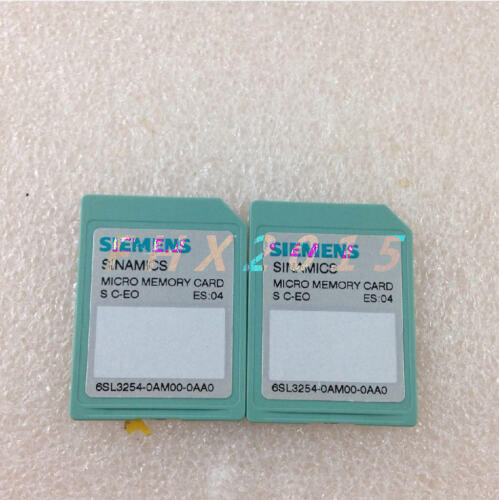 SIEMENS
SINAMICS
MICRO MEMORY CARD
S C-EO ES:04
6SL3254-0AM00-0AA0
SIEMENS
SINAMICS
MICRO MEMORY CARD
S C-EO ES:04
6SL3254-0AM00-0AA0
FHX2015